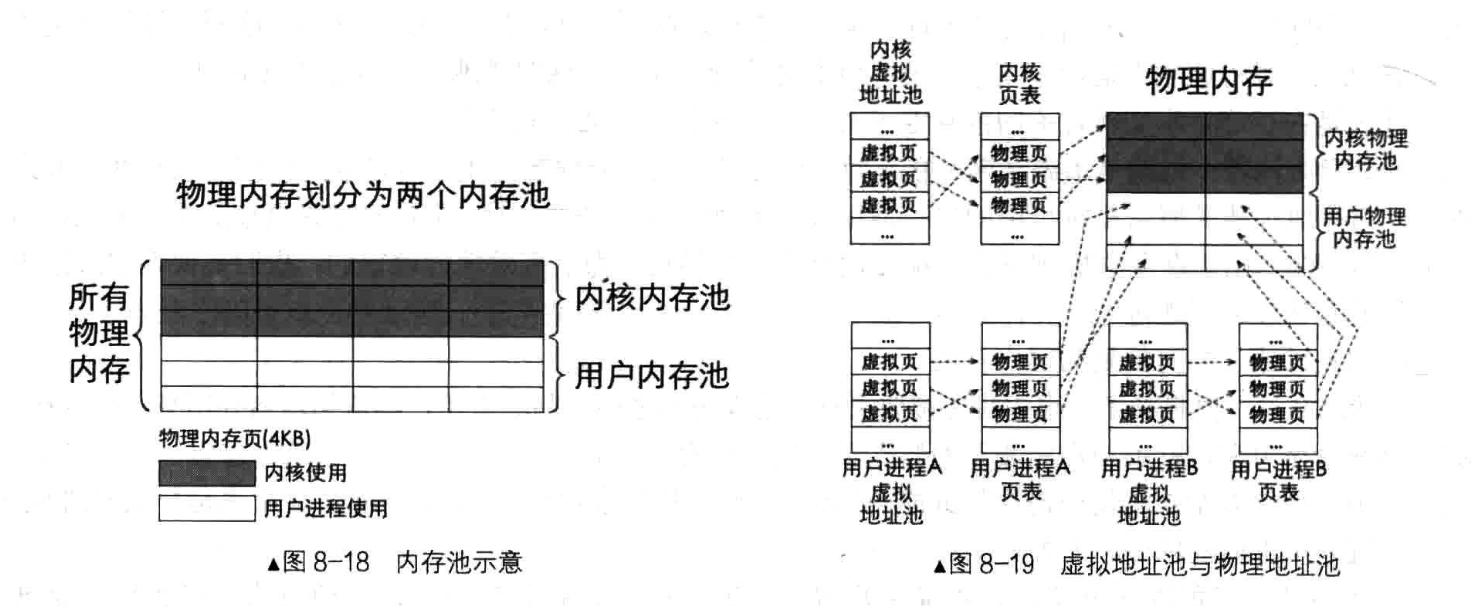 物理内存划分为两个内存池
所有
物理
内存
内核内存池
用户内存池
物理内存页(4KB)
内核使用
用户进程使用
▲图 8-18 内存池示意
内核
虚拟
地址池
...
虚拟页
虚拟页
虚拟页
...
内核
页表
...
物理页
物理页
物理页
...
物理内存
内核物理
内存池
用户物理
内存池
...
虚拟页
虚拟页
虚拟页
...
用户进程A
虚拟
地址池
...
物理页
物理页
物理页
...
用户进程A
页表
...
虚拟页
虚拟页
虚拟页
...
用户进程B
虚拟
地址池
...
物理页
物理页
物理页
...
用户进程B
页表
▲图 8-19 虚拟地址池与物理地址池